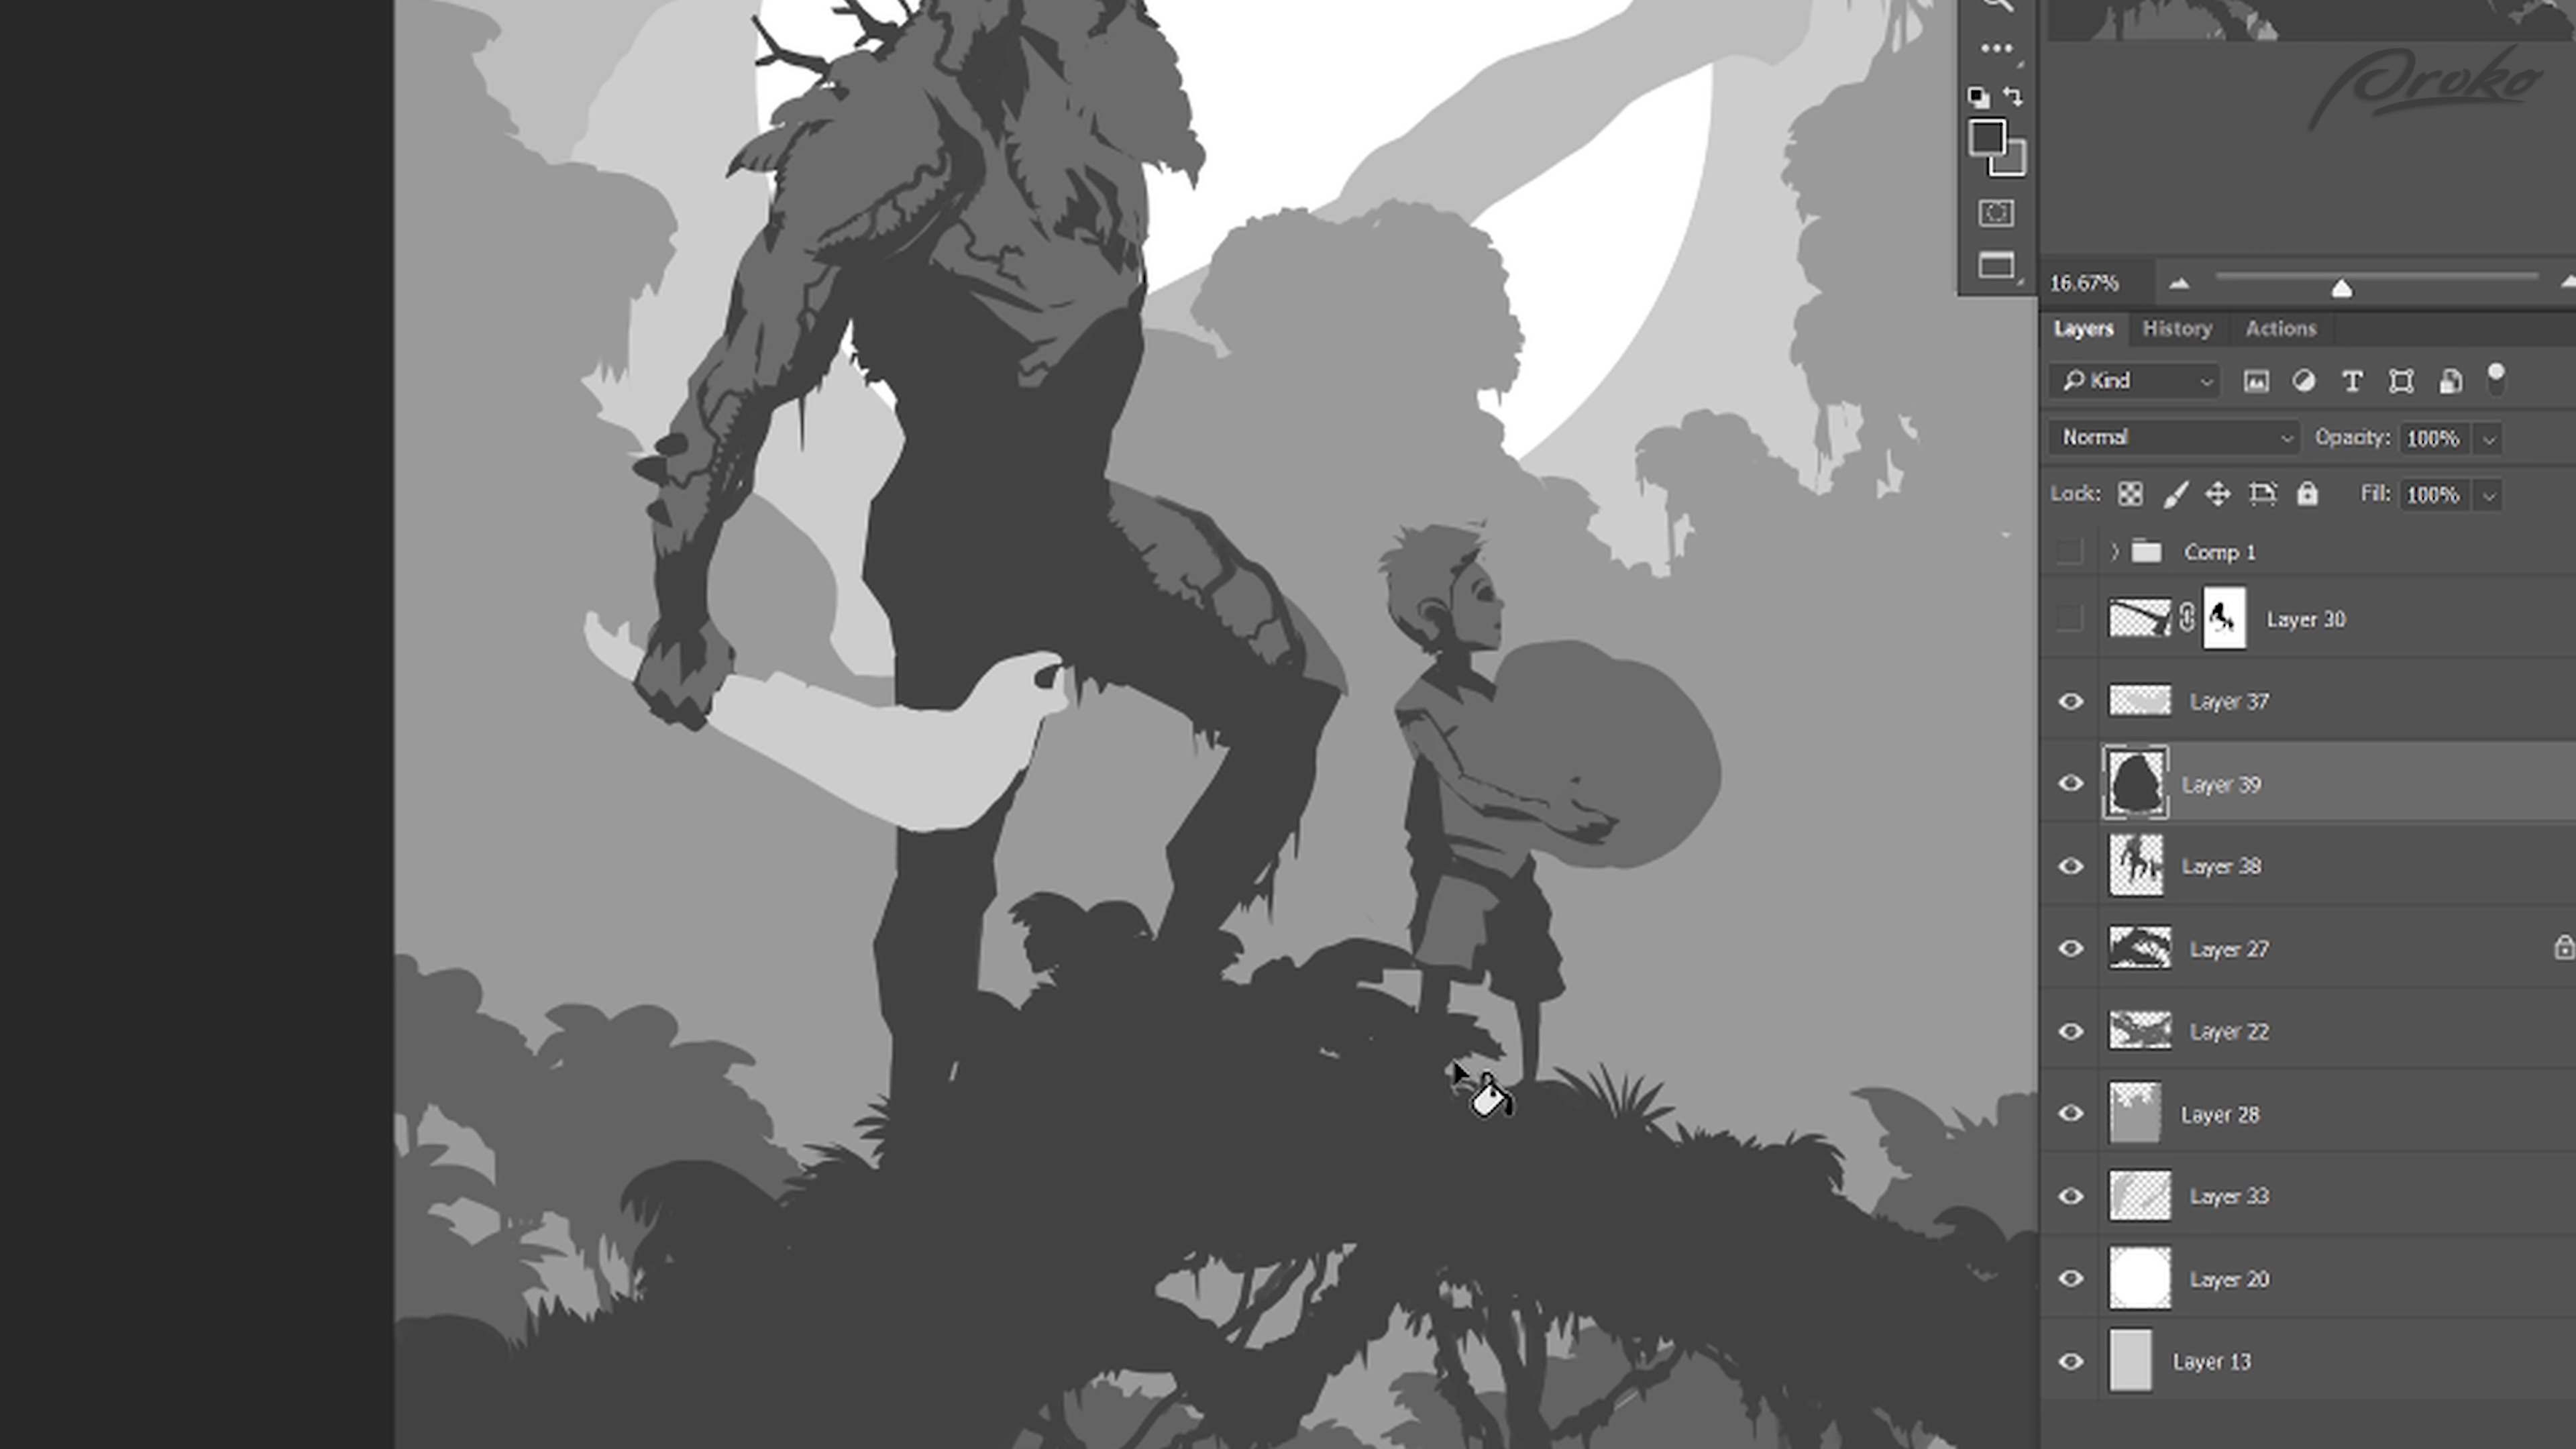 Proko
16.67%
Layers History Actions
Kind
Normal Opacity: 100%
Lock: Fill: 100%
Comp 1
Layer 30
Layer 37
Layer 39
Layer 38
Layer 27
Layer 22
Layer 28
Layer 33
Layer 20
Layer 13